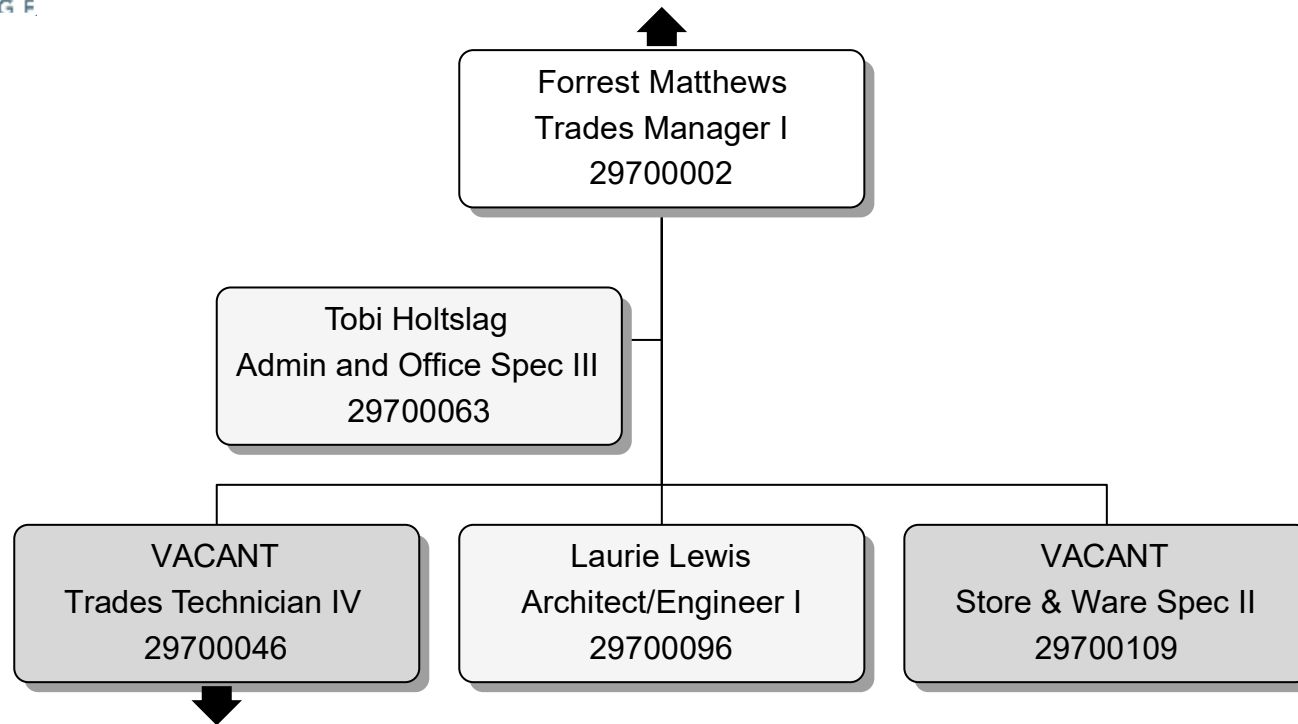 Forrest Matthews
Trades Manager I
29700002
Tobi Holtslag
Admin and Office Spec III
29700063
VACANT
Trades Technician IV
29700046
Laurie Lewis
Architect/Engineer I
29700096
VACANT
Store & Ware Spec II
29700109